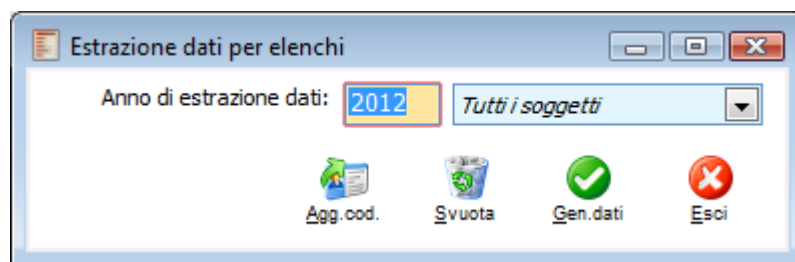 Estrazione dati per elenchi
Anno di estrazione dati: 2012 Tutti i soggetti
Agg.cod. Svuota Gen.dati Esci